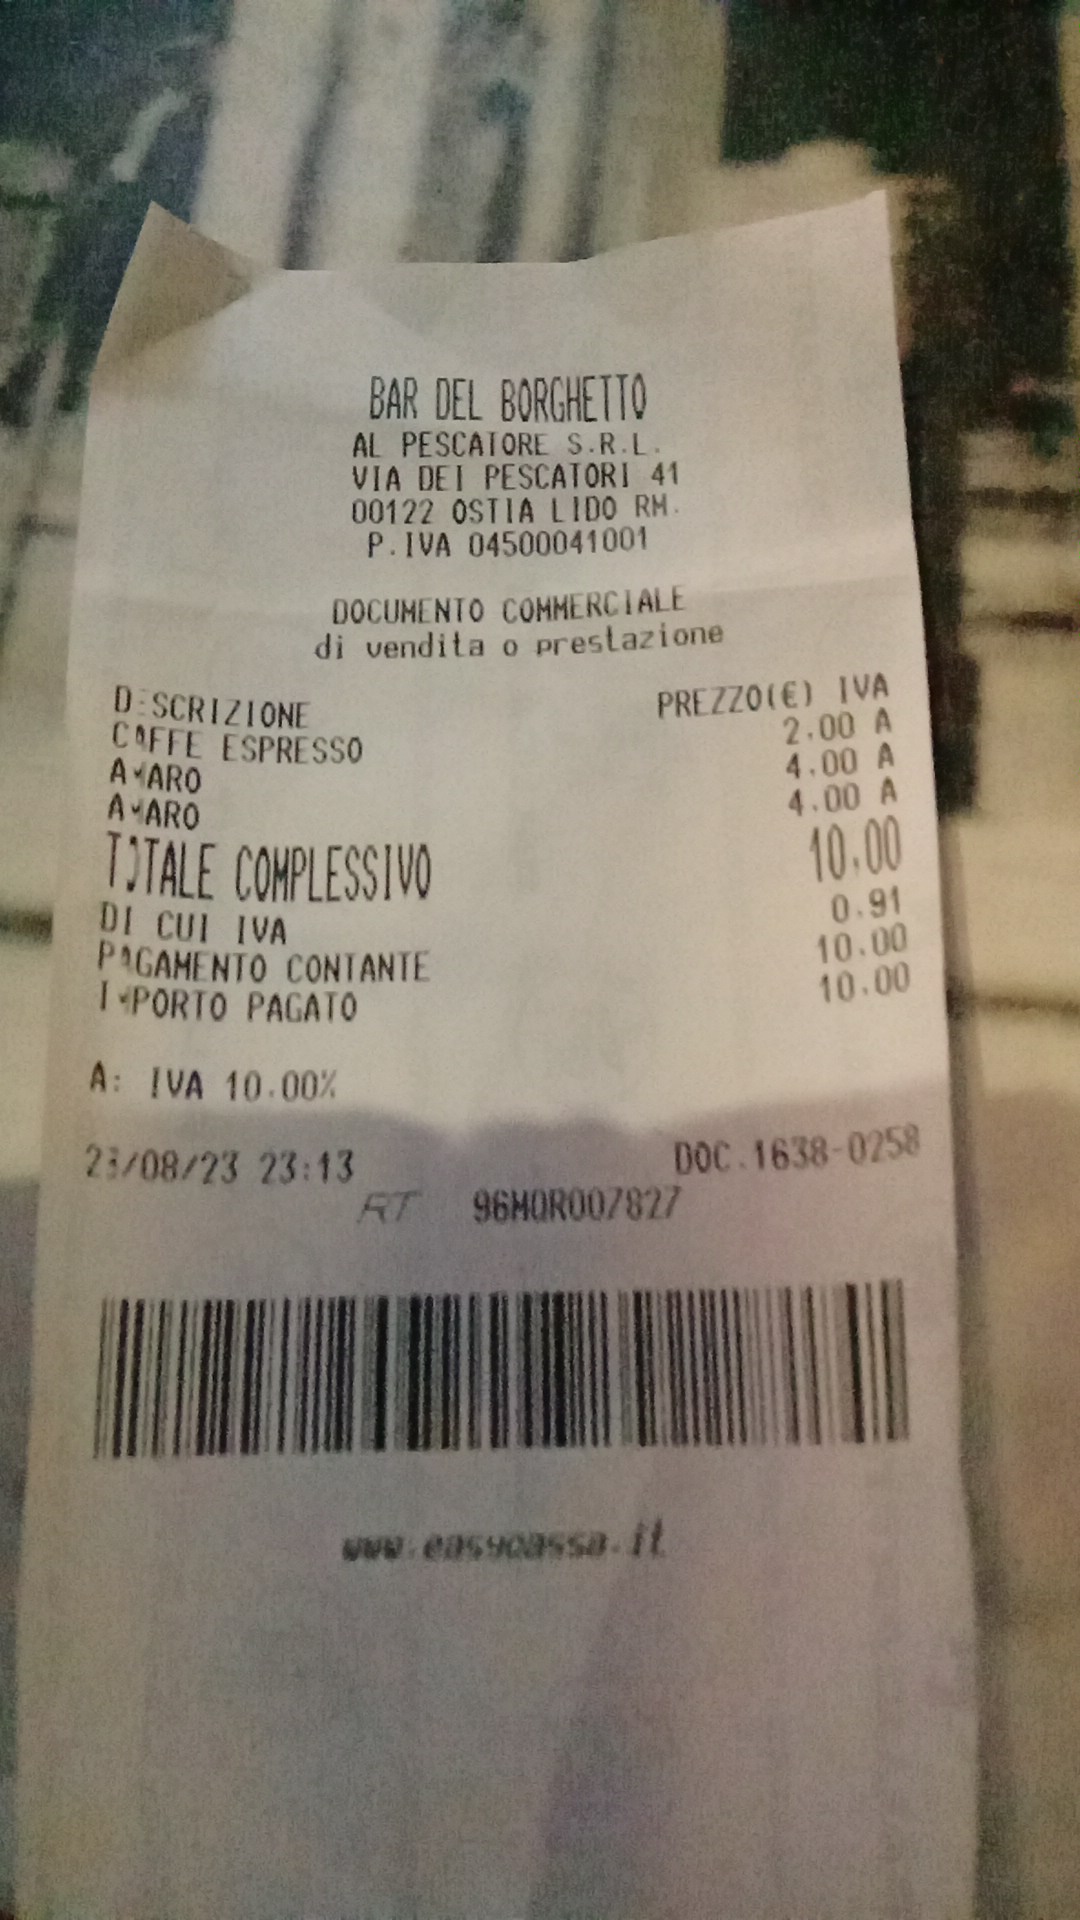 BAR DEL BORGHETTO
AL PESCATORE S.R.L.
VIA DEI PESCATORI 41
00122 OSTIA LIDO RM.
P.IVA 04500041001
DOCUMENTO COMMERCIALE
di vendita o prestazione
DESCRIZIONE PREZZO(€) IVA
CAFFE ESPRESSO 2.00 A
AMARO 4.00 A
AMARO 4.00 A
TOTALE COMPLESSIVO 10.00
DI CUI IVA 0.91
PAGAMENTO CONTANTE 10.00
IMPORTO PAGATO 10.00
A: IVA 10.00%
23/08/23 23:13 DOC.1638-0258
RT 96MOR007827
www.easycassa.it